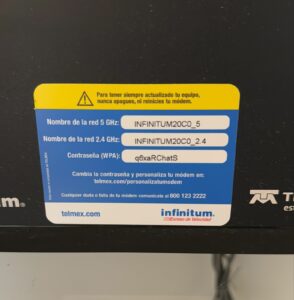 Para tener siempre actualizado tu equipo,
nunca apagues, ni reinicies tu módem.
Nombre de la red 5 GHz: INFINITUM20C0_5
Nombre de la red 2.4 GHz: INFINITUM20C0_2.4
Contraseña (WPA): q6xaRChatS
Cambia la contraseña y personaliza tu módem en:
telmex.com/personalizatumodem
Cualquier duda o falla de tu módem comunícate al 800 123 2222
telmex.com infinitum.